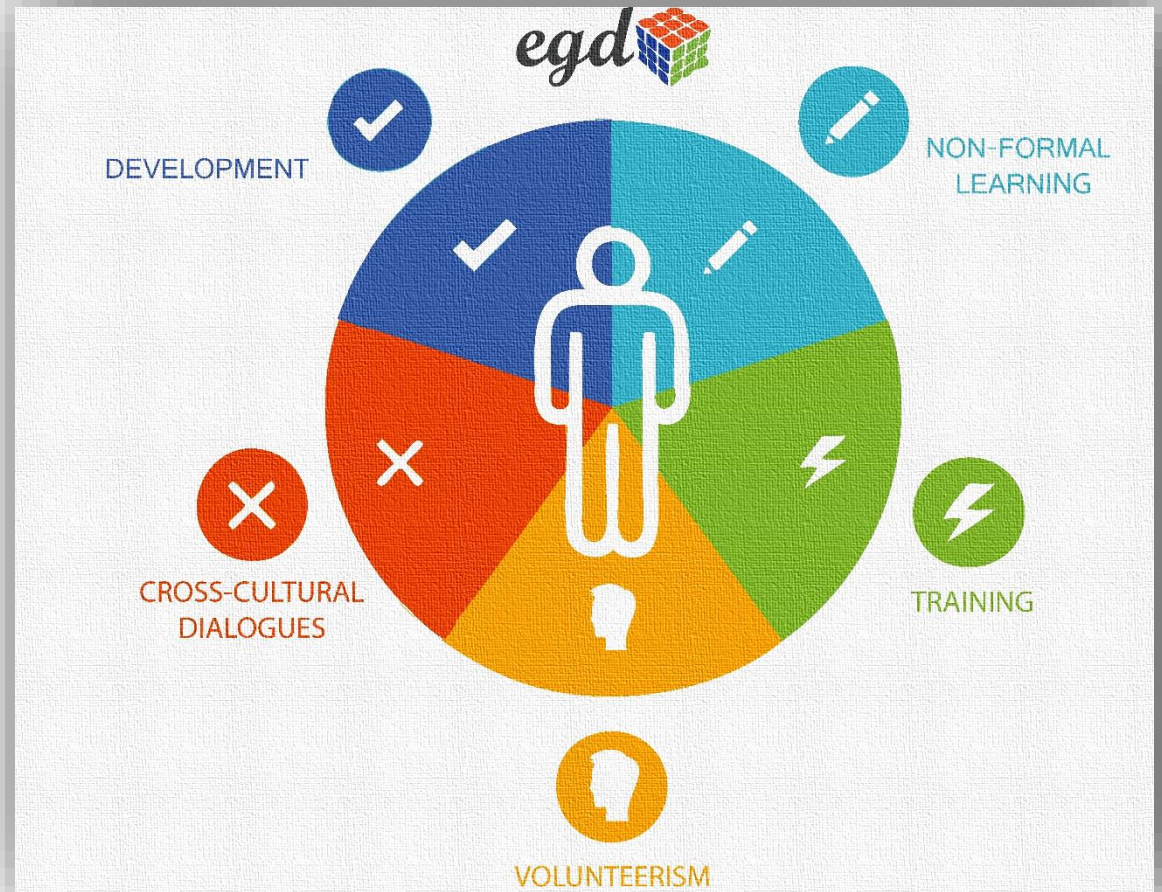 egd
DEVELOPMENT
NON-FORMAL
LEARNING
CROSS-CULTURAL
DIALOGUES
TRAINING
VOLUNTEERISM